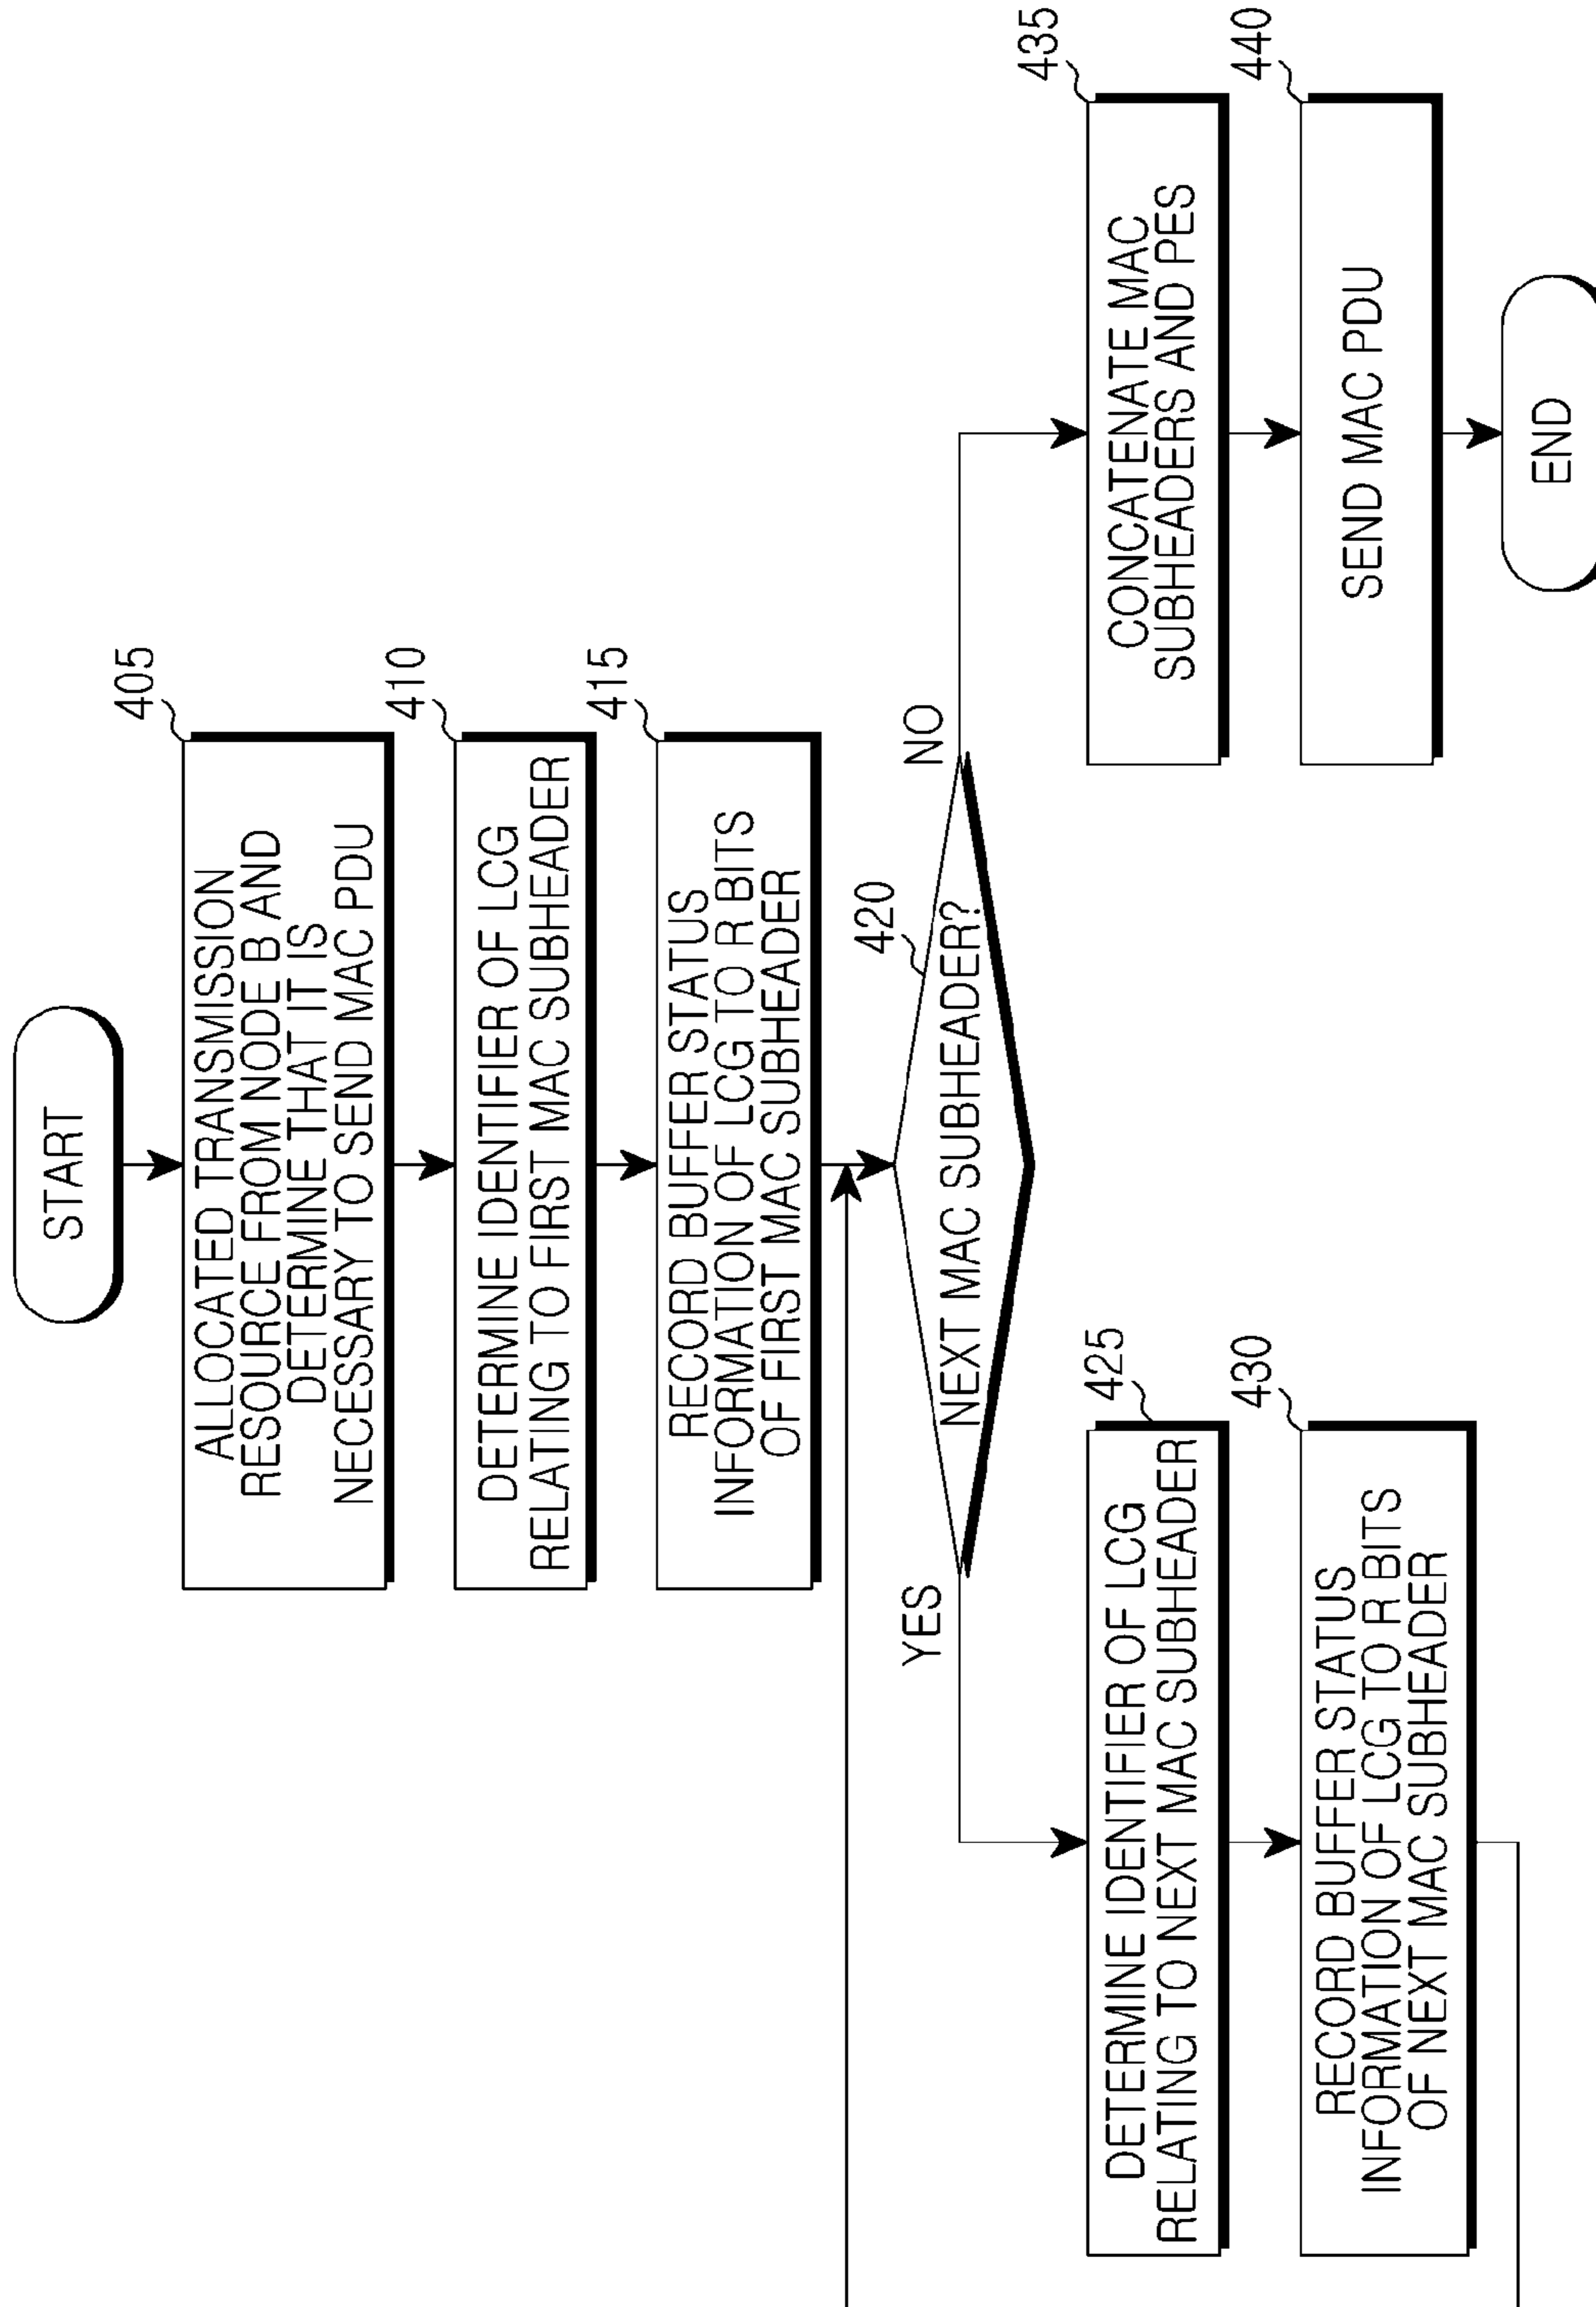 START
405
ALLOCATED TRANSMISSION
RESOURCE FROM NODE B AND
DETERMINE THAT IT IS
NECESSARY TO SEND MAC PDU
410
DETERMINE IDENTIFIER OF LCG
RELATING TO FIRST MAC SUBHEADER
415
RECORD BUFFER STATUS
INFORMATION OF LCG TO R BITS
OF FIRST MAC SUBHEADER
420
NEXT MAC SUBHEADER?
YES
NO
425
DETERMINE IDENTIFIER OF LCG
RELATING TO NEXT MAC SUBHEADER
430
RECORD BUFFER STATUS
INFORMATION OF LCG TO R BITS
OF NEXT MAC SUBHEADER
435
CONCATENATE MAC
SUBHEADERS AND PES
440
SEND MAC PDU
END